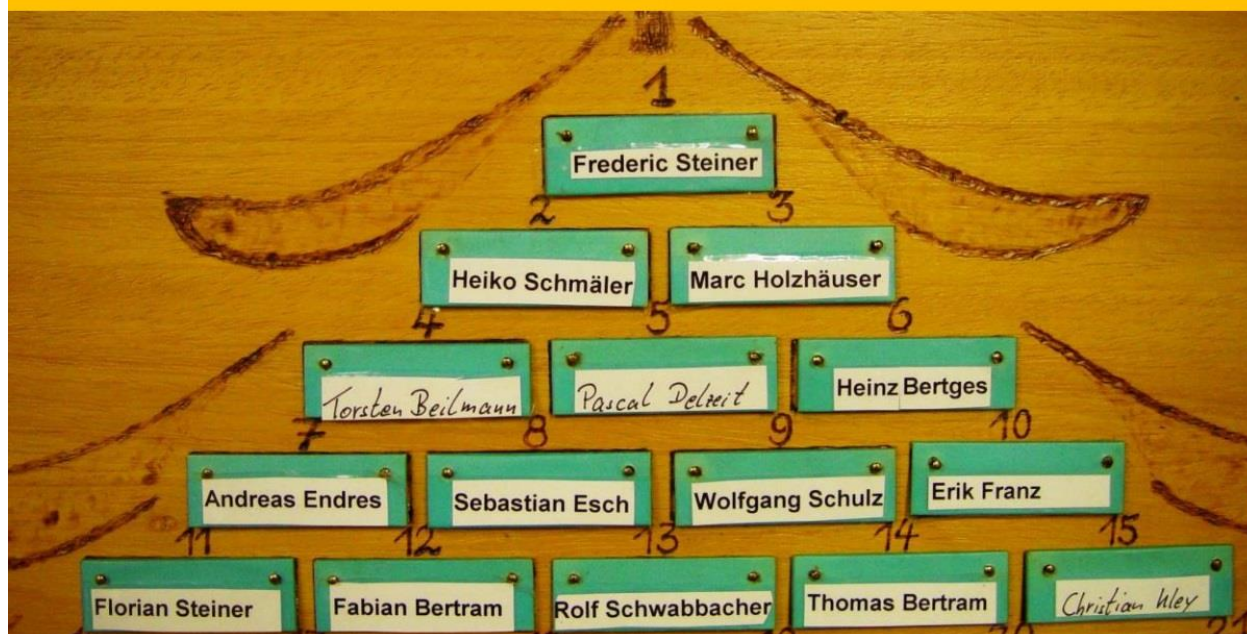 1
Frederic Steiner
2 3
Heiko Schmäler Marc Holzhäuser
4 5 6
Torsten Beilmann Pascal Delzeit Heinz Bertges
7 8 9 10
Andreas Endres Sebastian Esch Wolfgang Schulz Erik Franz
11 12 13 14 15
Florian Steiner Fabian Bertram Rolf Schwabbacher Thomas Bertram Christian